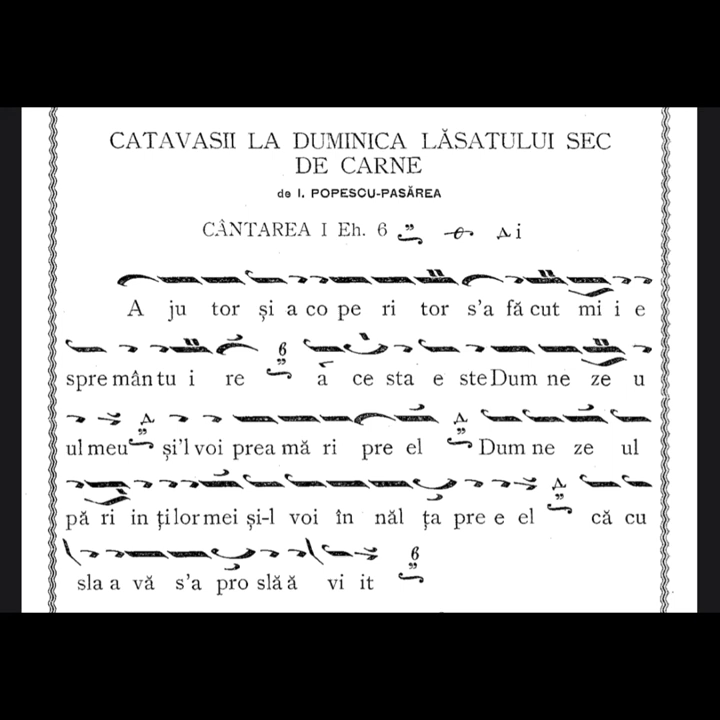 CATAVASII LA DUMINICA LĂSATULUI SEC
DE CARNE
de I. POPESCU-PASĂREA
CÂNTAREA I Eh. 6
A ju tor și a co pe ri tor s'a fă cut mi i e
spre mân tu i re a ce sta e ste Dum ne ze u
ul meu și'l voi prea mă ri pre el Dum ne ze ul
pă ri in ți lor mei și-l voi în năl ța pre e el că cu
sla a vă s'a pro slă ă vi it